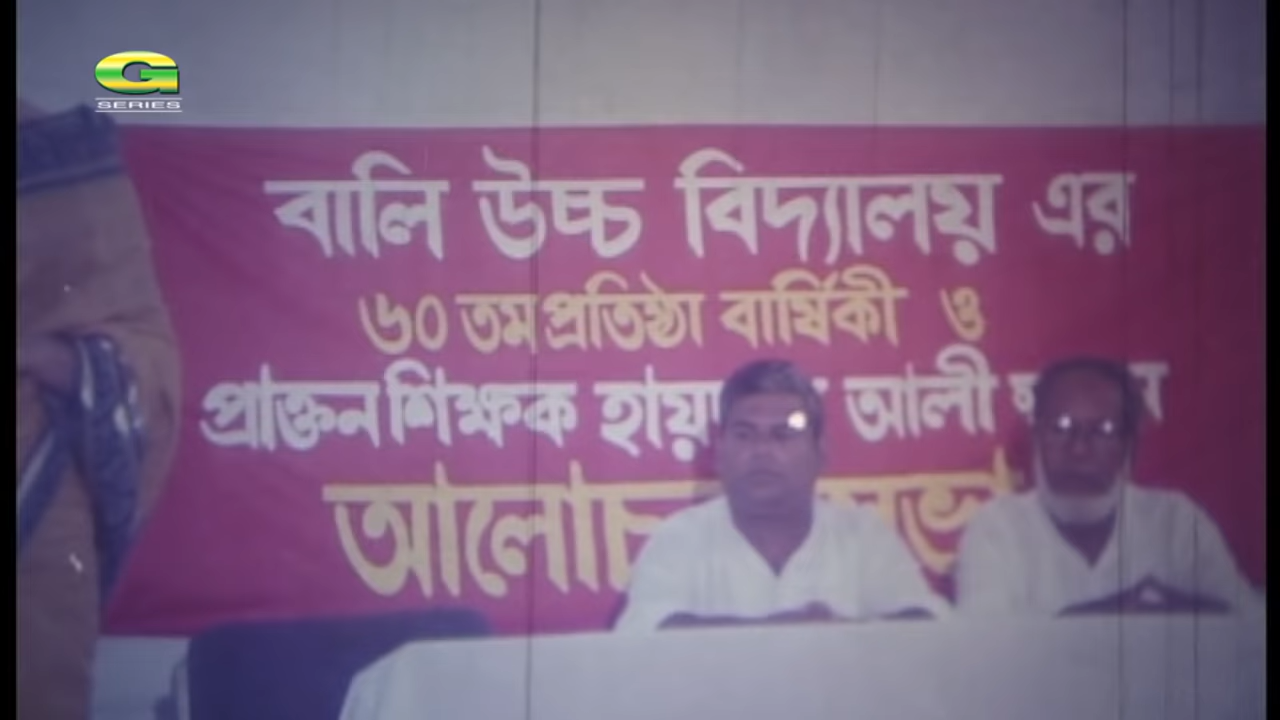 G SERIES
বালি উচ্চ বিদ্যালয় এর
৬০ তম প্রতিষ্ঠা বার্ষিকী ও
প্রাক্তন শিক্ষক আলী